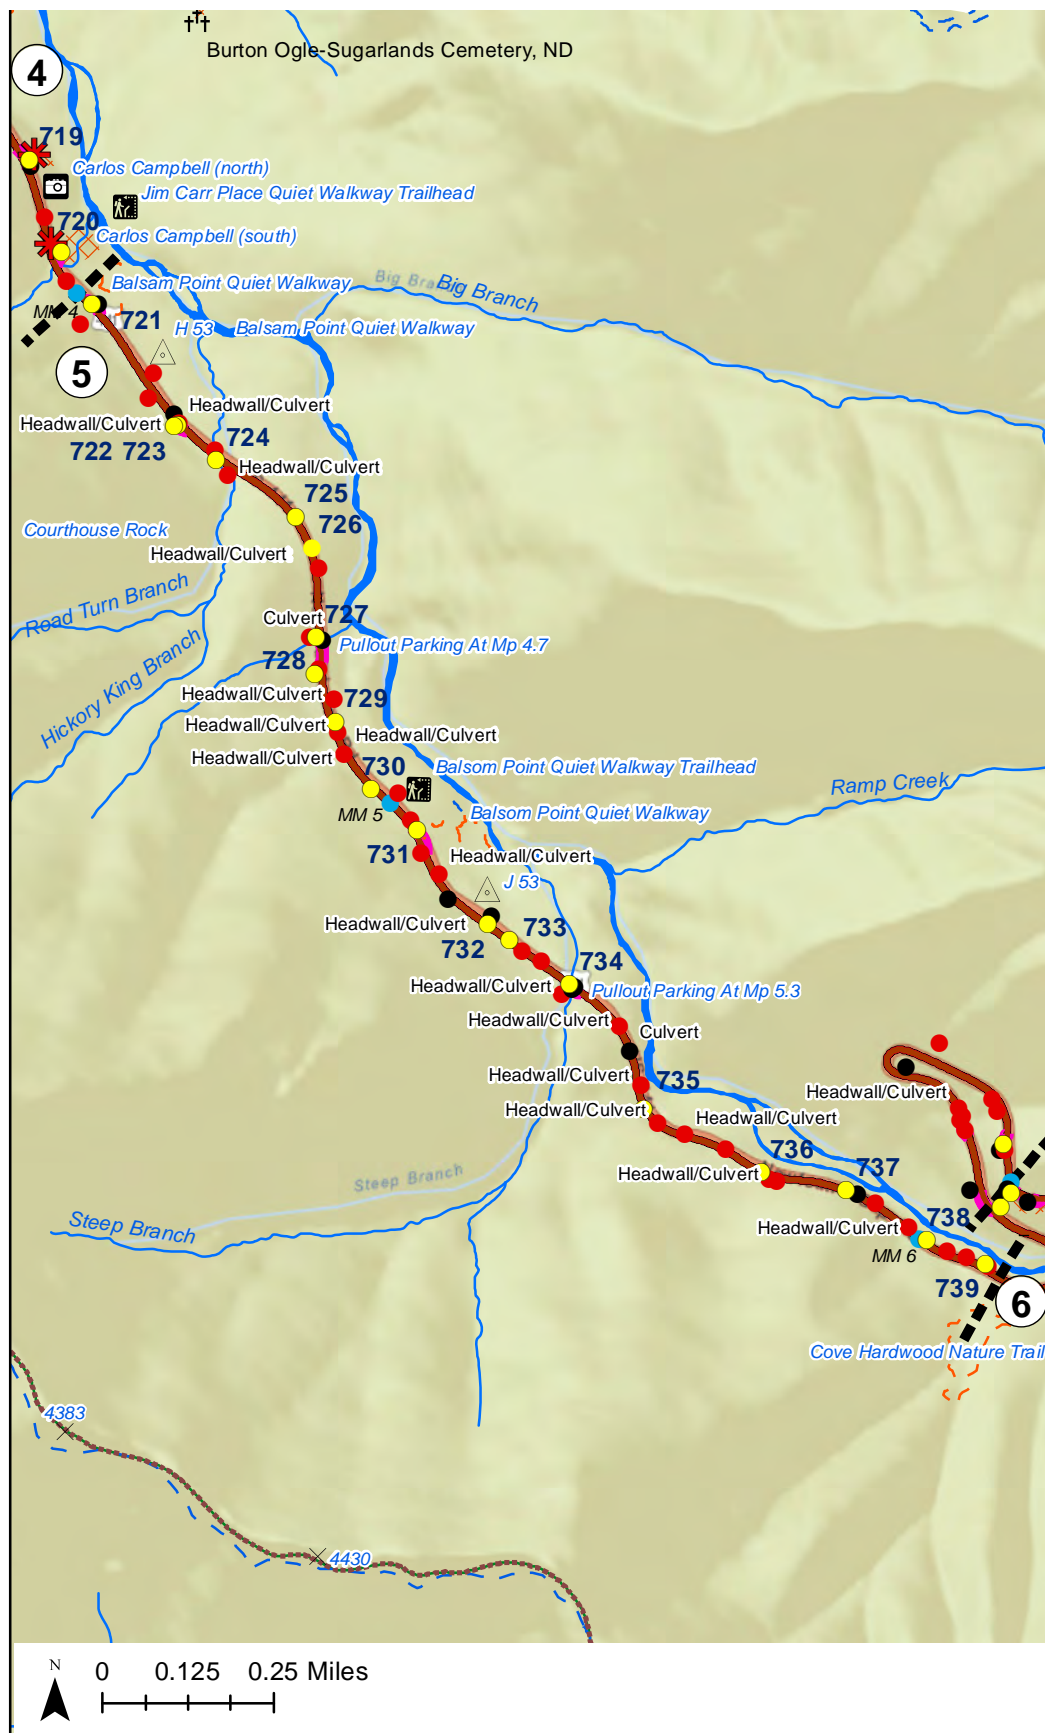 Burton Ogle-Sugarlands Cemetery, ND
4
719
Carlos Campbell (north)
Jim Carr Place Quiet Walkway Trailhead
720
Carlos Campbell (south)
Balsam Point Quiet Walkway
Big Branch
Big Branch
MM 4
721
H 53
Balsam Point Quiet Walkway
5
Headwall/Culvert
Headwall/Culvert
722 723
724
Headwall/Culvert
725
Courthouse Rock
726
Headwall/Culvert
Road Turn Branch
727
Culvert
Pullout Parking At Mp 4.7
Hickory King Branch
728
Headwall/Culvert
729
Headwall/Culvert
Headwall/Culvert
Headwall/Culvert
730
Balsom Point Quiet Walkway Trailhead
Ramp Creek
MM 5
Balsom Point Quiet Walkway
731
Headwall/Culvert
J 53
Headwall/Culvert
732
733
734
Headwall/Culvert
Pullout Parking At Mp 5.3
Headwall/Culvert
Culvert
Headwall/Culvert
735
Headwall/Culvert
Headwall/Culvert
Headwall/Culvert
736
Headwall/Culvert
737
Steep Branch
Steep Branch
Headwall/Culvert
738
MM 6
739
6
Cove Hardwood Nature Trail
4383
4430
N
0 0.125 0.25 Miles